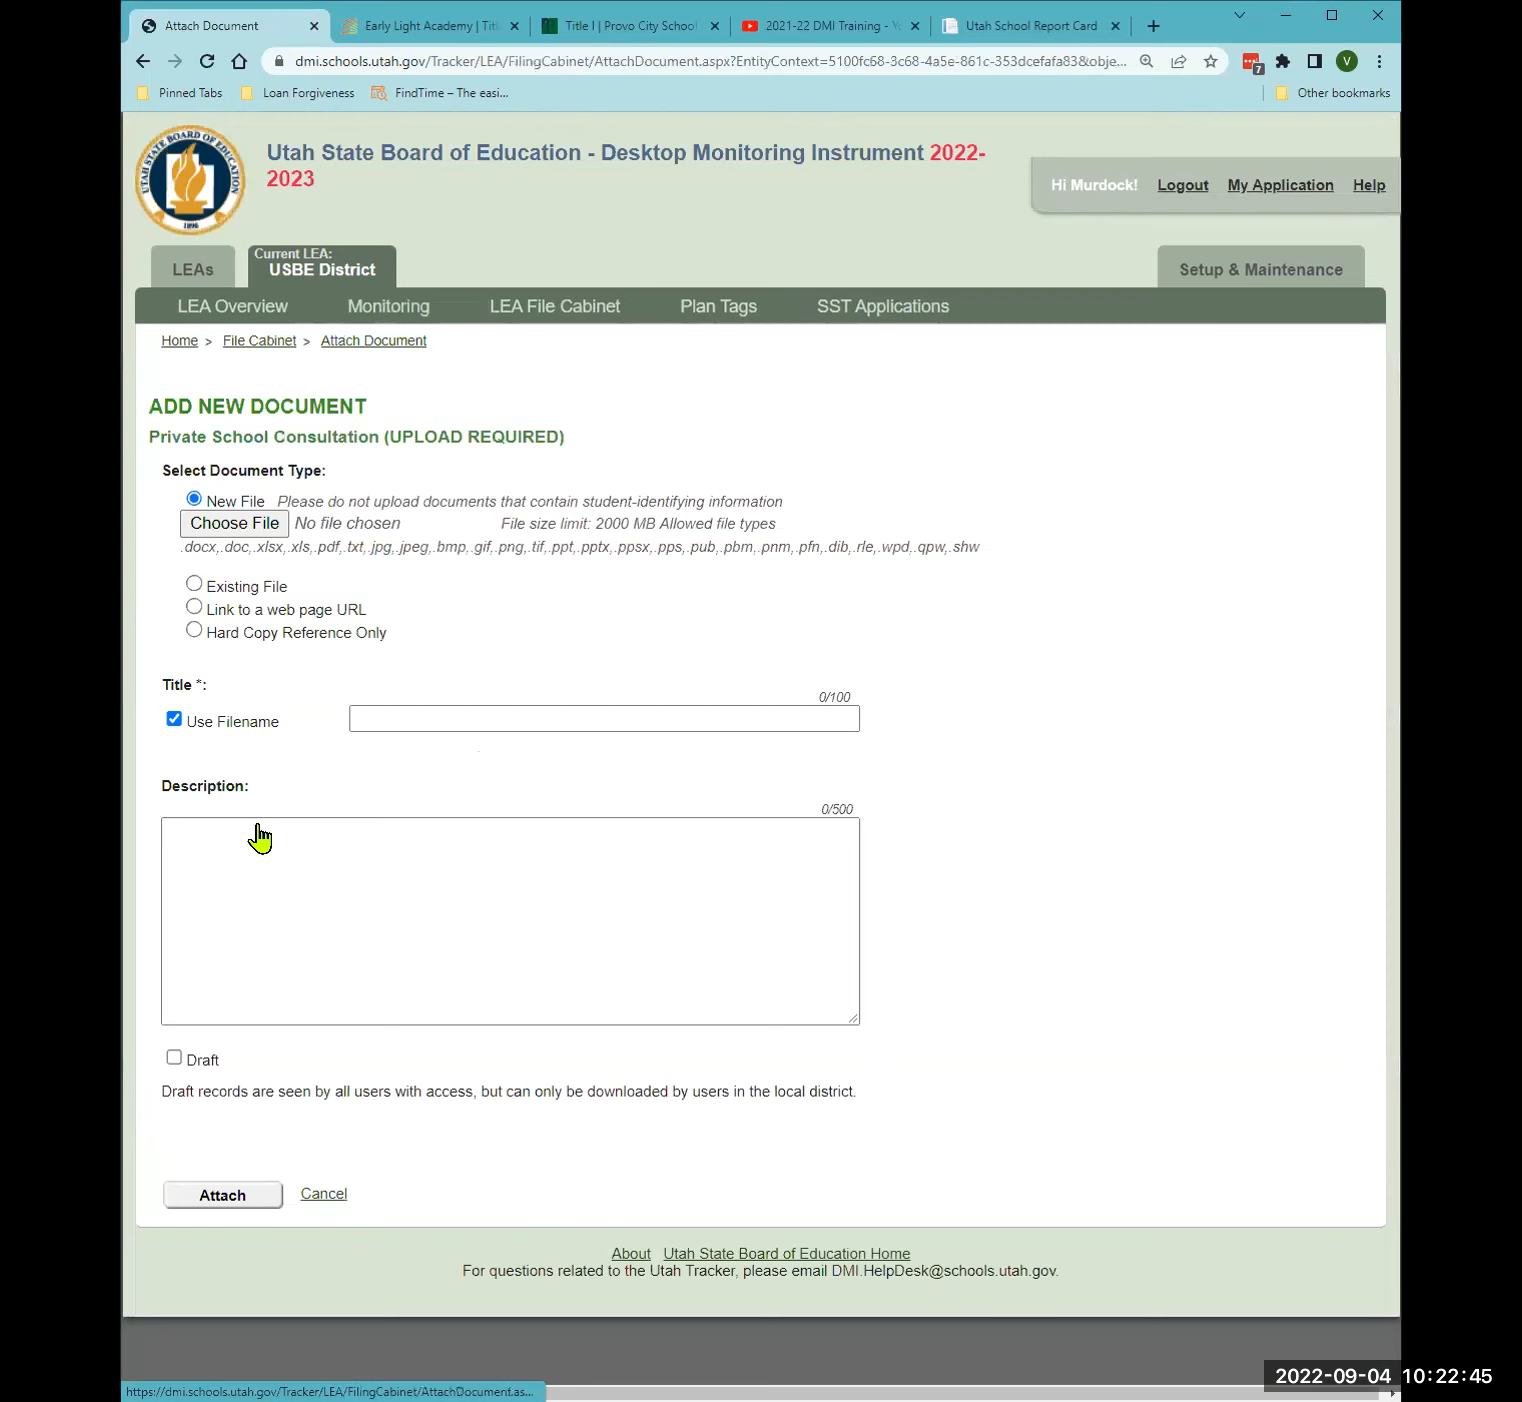 Attach Document
Early Light Academy | Titl
Title I | Provo City School
2021-22 DMI Training - Yo
Utah School Report Card
dmi.schools.utah.gov/Tracker/LEA/FilingCabinet/AttachDocument.aspx?EntityContext=5100fc68-3c68-4a5e-861c-353dcefafa83&obje...
7
V
Pinned Tabs
Loan Forgiveness
FindTime – The easi...
Other bookmarks
UTAH STATE BOARD OF EDUCATION
1896
Utah State Board of Education - Desktop Monitoring Instrument 2022-
2023
Hi Murdock!
Logout
My Application
Help
LEAs
Current LEA:
USBE District
Setup & Maintenance
LEA Overview
Monitoring
LEA File Cabinet
Plan Tags
SST Applications
Home > File Cabinet > Attach Document
ADD NEW DOCUMENT
Private School Consultation (UPLOAD REQUIRED)
Select Document Type:
New File Please do not upload documents that contain student-identifying information
Choose File No file chosen File size limit: 2000 MB Allowed file types
.docx,.doc,.xlsx,.xls,.pdf,.txt,.jpg,.jpeg,.bmp,.gif,.png,.tif,.ppt,.pptx,.ppsx,.pps,.pub,.pbm,.pnm,.pfn,.dib,.rle,.wpd,.qpw,.shw
Existing File
Link to a web page URL
Hard Copy Reference Only
Title *:
0/100
Use Filename
Description:
0/500
Draft
Draft records are seen by all users with access, but can only be downloaded by users in the local district.
Attach
Cancel
About Utah State Board of Education Home
For questions related to the Utah Tracker, please email DMI.HelpDesk@schools.utah.gov.
2022-09-04 10:22:45
https://dmi.schools.utah.gov/Tracker/LEA/FilingCabinet/AttachDocument.as...